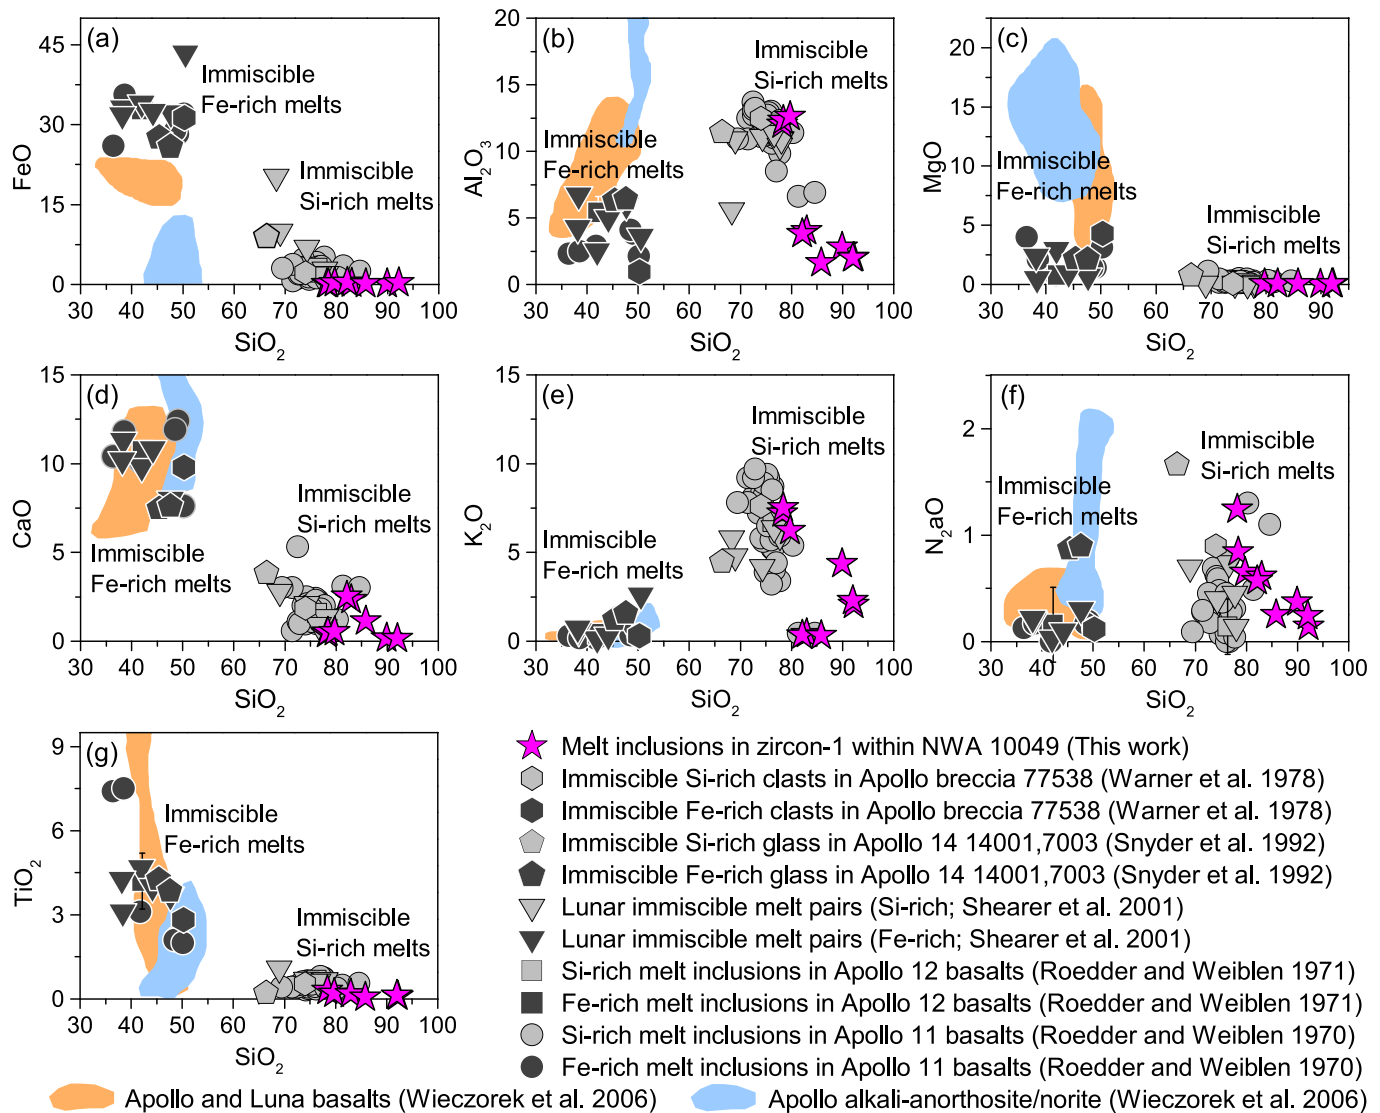 (a)
Immiscible
Fe-rich melts
Immiscible
Si-rich melts
FeO
45
30
15
0
30 40 50 60 70 80 90 100
SiO2
(b)
Immiscible
Si-rich melts
Immiscible
Fe-rich melts
Al2O3
20
15
10
5
0
30 40 50 60 70 80 90 100
SiO2
(c)
Immiscible
Fe-rich melts
Immiscible
Si-rich melts
MgO
20
15
10
5
0
30 40 50 60 70 80 90
SiO2
(d)
Immiscible
Si-rich melts
Immiscible
Fe-rich melts
CaO
15
10
5
0
30 40 50 60 70 80 90 100
SiO2
(e)
Immiscible
Si-rich melts
Immiscible
Fe-rich melts
K2O
15
10
5
0
30 40 50 60 70 80 90 100
SiO2
(f)
Immiscible
Si-rich melts
Immiscible
Fe-rich melts
N2aO
2
1
0
30 40 50 60 70 80 90 100
SiO2
(g)
Immiscible
Fe-rich melts
Immiscible
Si-rich melts
TiO2
9
6
3
0
30 40 50 60 70 80 90 100
SiO2
Melt inclusions in zircon-1 within NWA 10049 (This work)
Immiscible Si-rich clasts in Apollo breccia 77538 (Warner et al. 1978)
Immiscible Fe-rich clasts in Apollo breccia 77538 (Warner et al. 1978)
Immiscible Si-rich glass in Apollo 14 14001,7003 (Snyder et al. 1992)
Immiscible Fe-rich glass in Apollo 14 14001,7003 (Snyder et al. 1992)
Lunar immiscible melt pairs (Si-rich; Shearer et al. 2001)
Lunar immiscible melt pairs (Fe-rich; Shearer et al. 2001)
Si-rich melt inclusions in Apollo 12 basalts (Roedder and Weiblen 1971)
Fe-rich melt inclusions in Apollo 12 basalts (Roedder and Weiblen 1971)
Si-rich melt inclusions in Apollo 11 basalts (Roedder and Weiblen 1970)
Fe-rich melt inclusions in Apollo 11 basalts (Roedder and Weiblen 1970)
Apollo and Luna basalts (Wieczorek et al. 2006)
Apollo alkali-anorthosite/norite (Wieczorek et al. 2006)